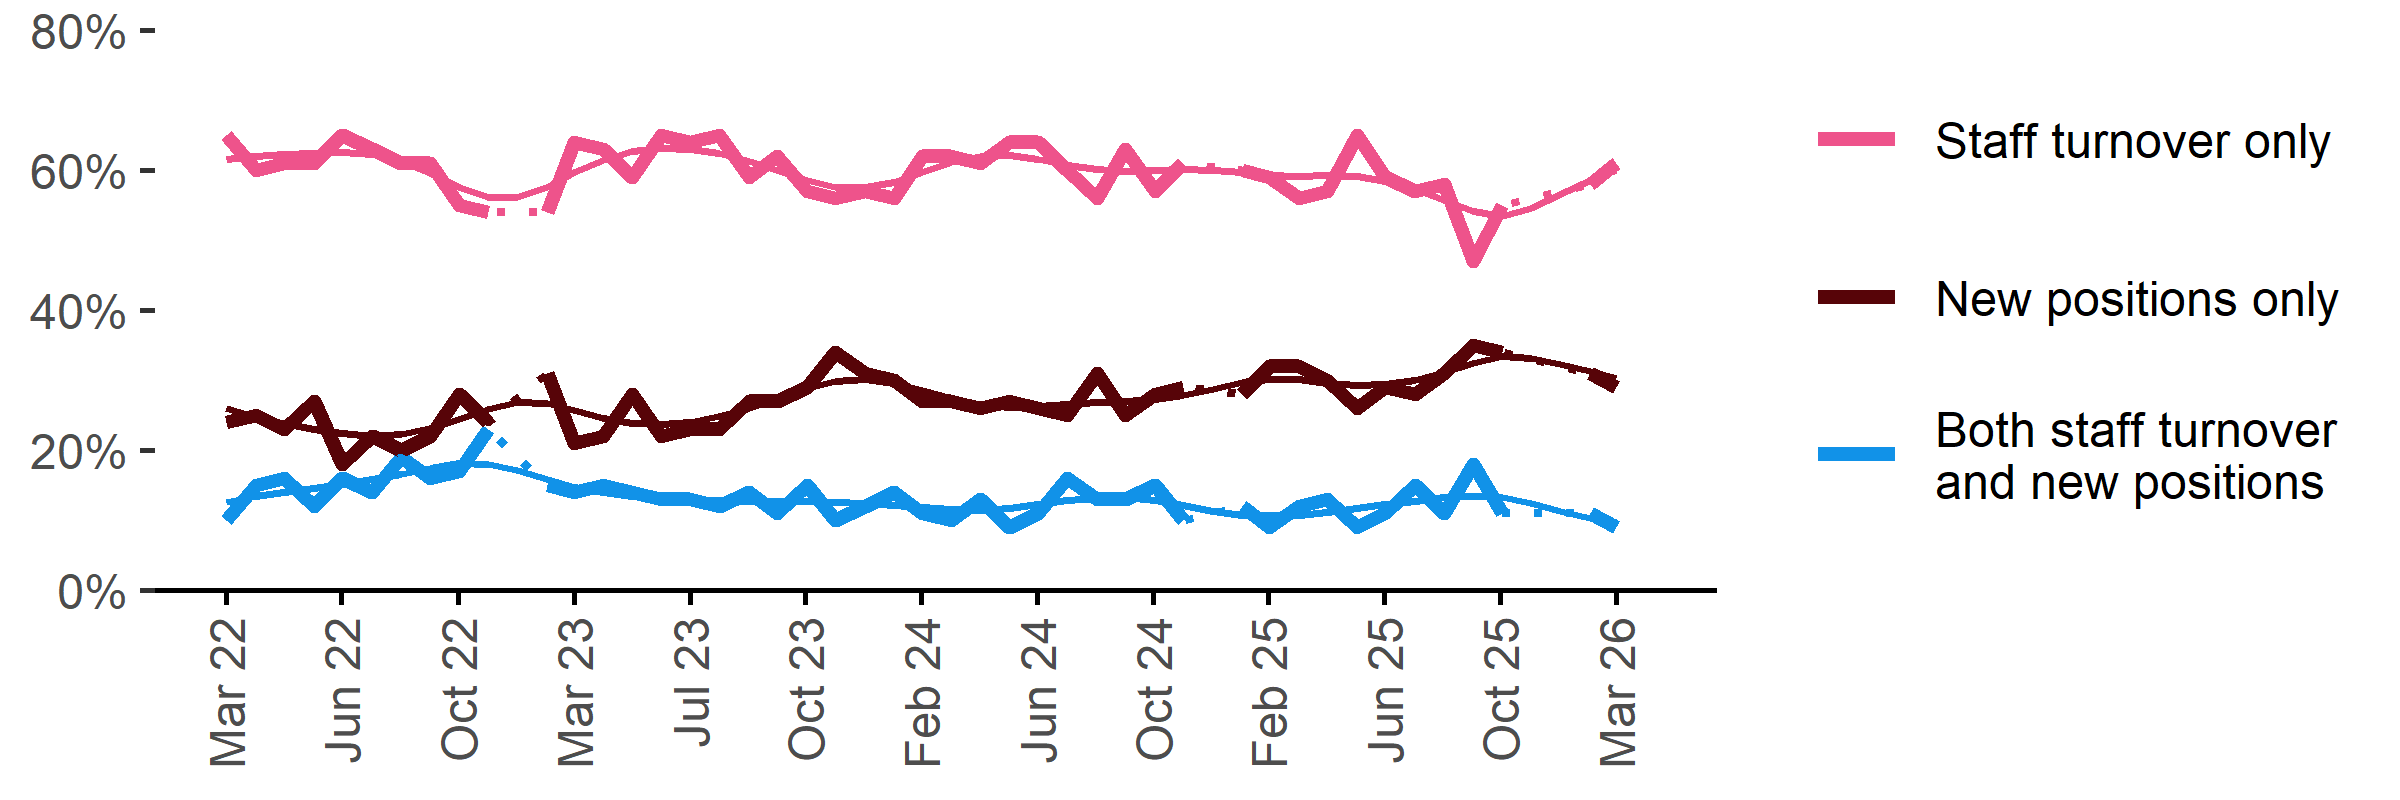 80%
60%
40%
20%
0%
Mar 22
Jun 22
Oct 22
Mar 23
Jul 23
Oct 23
Feb 24
Jun 24
Oct 24
Feb 25
Jun 25
Oct 25
Mar 26
Staff turnover only
New positions only
Both staff turnover
and new positions